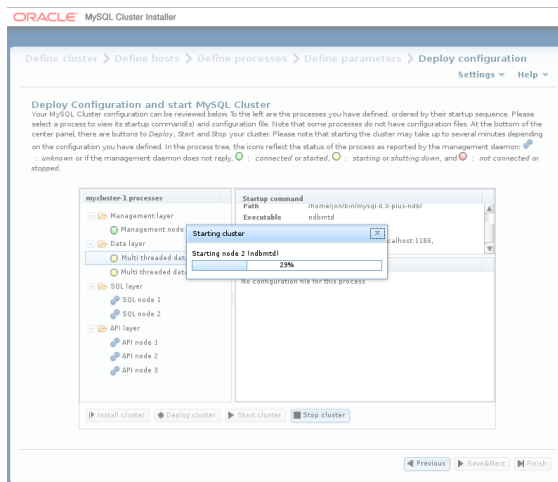 ORACLE MySQL Cluster Installer
Define cluster > Define hosts > Define processes > Define parameters > Deploy configuration
Settings Help
Deploy Configuration and start MySQL Cluster
Your MySQL Cluster configuration can be reviewed below. To the left are the processes you have defined, ordered by their startup sequence. Please
select a process to view its startup command(s) and configuration file. Note that some processes do not have configuration files. At the bottom of the
center panel, there are buttons to Deploy, Start and Stop your cluster. Please note that starting the cluster may take up to several minutes depending
on the configuration you have defined. In the process tree, the icons reflect the status of the process as reported by the management daemon:
: unknown or if the management daemon does not reply, : connected or started, : starting or shutting down, and : not connected or
stopped.
mycluster-1 processes
Management layer
Management node
Data layer
Multi threaded dat
Multi threaded dat
SQL layer
SQL node 1
SQL node 2
API layer
API node 1
API node 2
API node 3
Startup command
Path /home/jon/bin/mysql-8.0-plus-ndb/
Executable ndbmtd
calhost:1186,
Starting cluster x
Starting node 2 (ndbmtd)
29%
No configuration file for this process
Install cluster Deploy cluster Start cluster Stop cluster
Previous Save&Next Finish